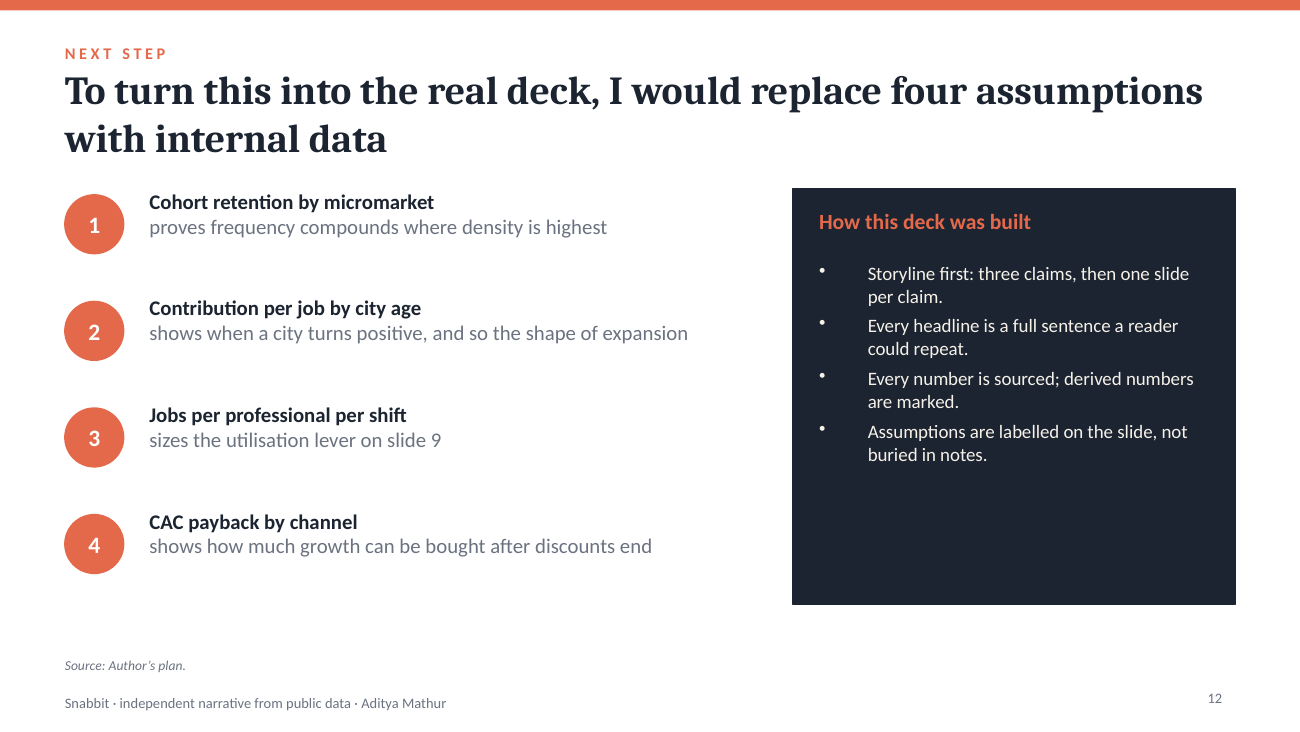 NEXT STEP
To turn this into the real deck, I would replace four assumptions
with internal data
1
Cohort retention by micromarket
proves frequency compounds where density is highest
2
Contribution per job by city age
shows when a city turns positive, and so the shape of expansion
3
Jobs per professional per shift
sizes the utilisation lever on slide 9
4
CAC payback by channel
shows how much growth can be bought after discounts end
How this deck was built
• Storyline first: three claims, then one slide
per claim.
• Every headline is a full sentence a reader
could repeat.
• Every number is sourced; derived numbers
are marked.
• Assumptions are labelled on the slide, not
buried in notes.
Source: Author’s plan.
Snabbit · independent narrative from public data · Aditya Mathur
12